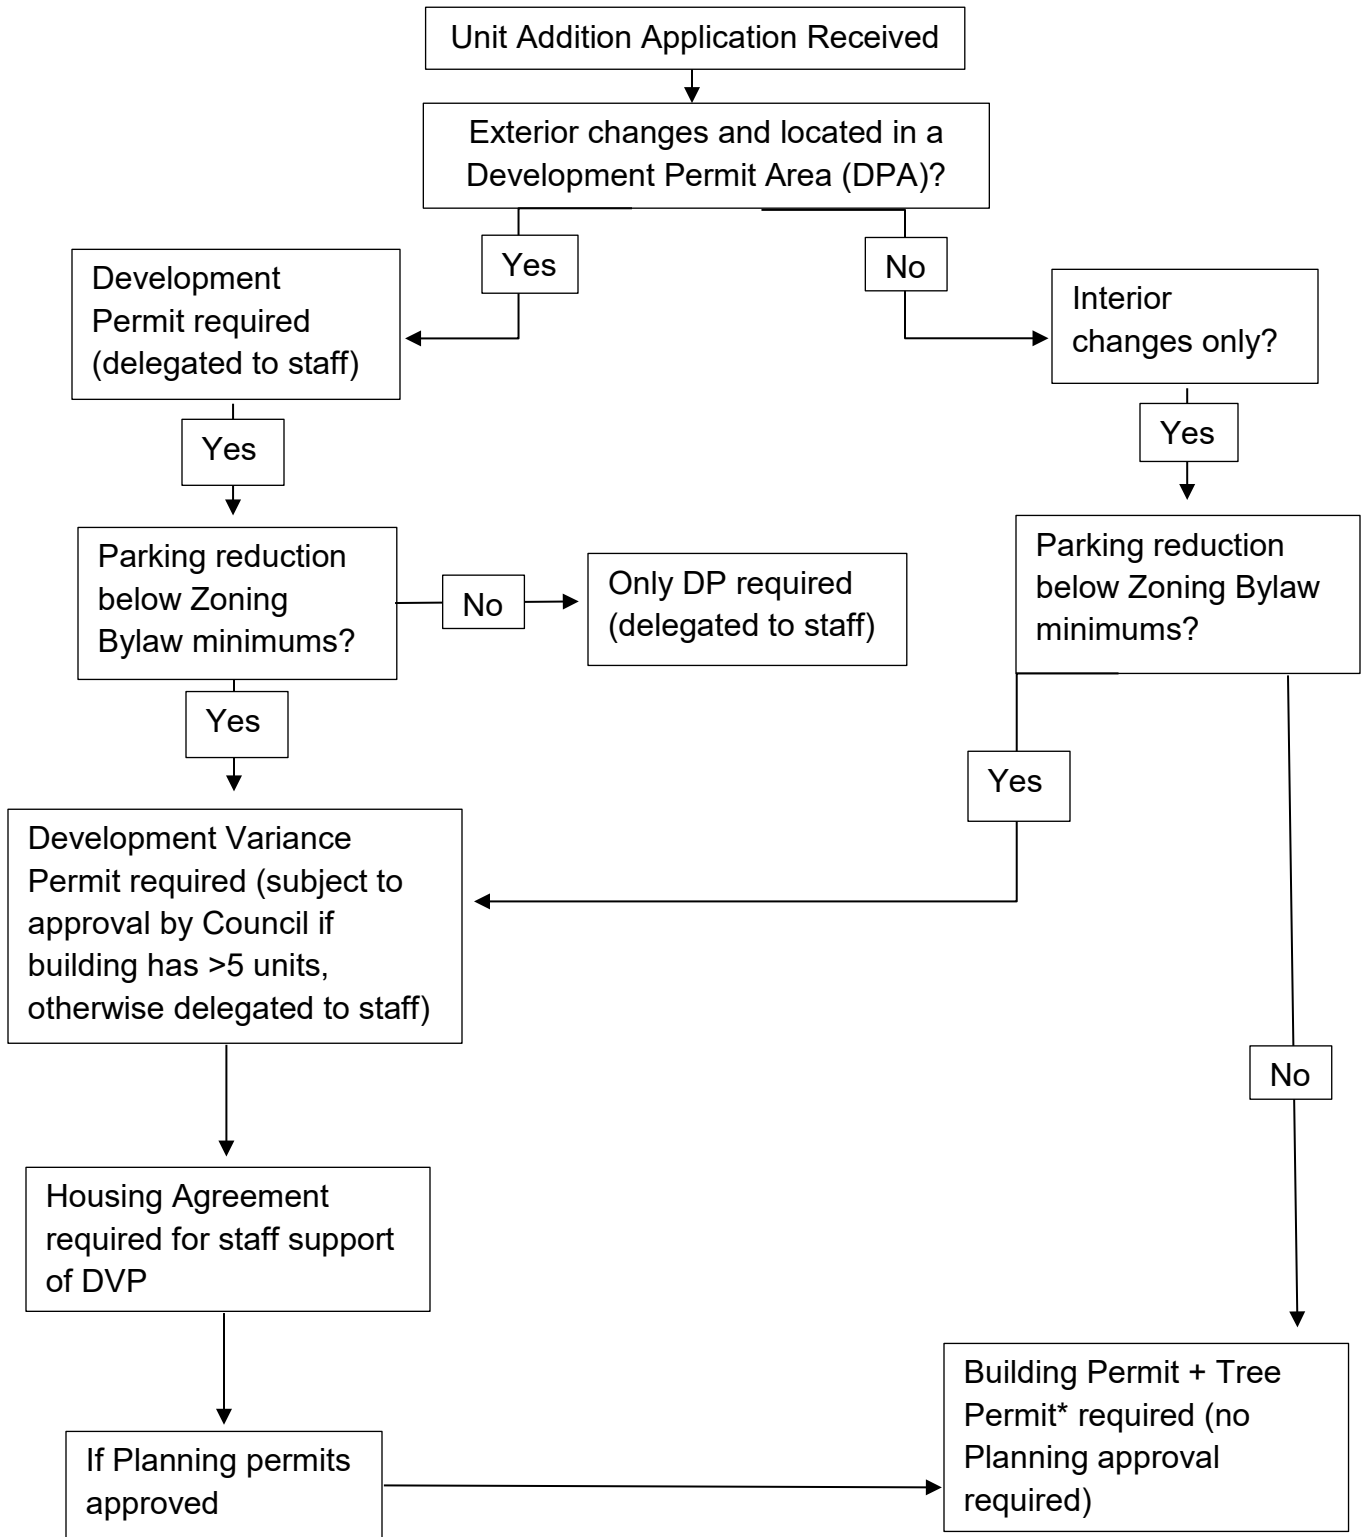 Unit Addition Application Received
Exterior changes and located in a
Development Permit Area (DPA)?
Yes
No
Development
Permit required
(delegated to staff)
Interior
changes only?
Yes
Yes
Parking reduction
below Zoning
Bylaw minimums?
No
Only DP required
(delegated to staff)
Parking reduction
below Zoning Bylaw
minimums?
Yes
Yes
Development Variance
Permit required (subject to
approval by Council if
building has >5 units,
otherwise delegated to staff)
No
Housing Agreement
required for staff support
of DVP
If Planning permits
approved
Building Permit + Tree
Permit* required (no
Planning approval
required)